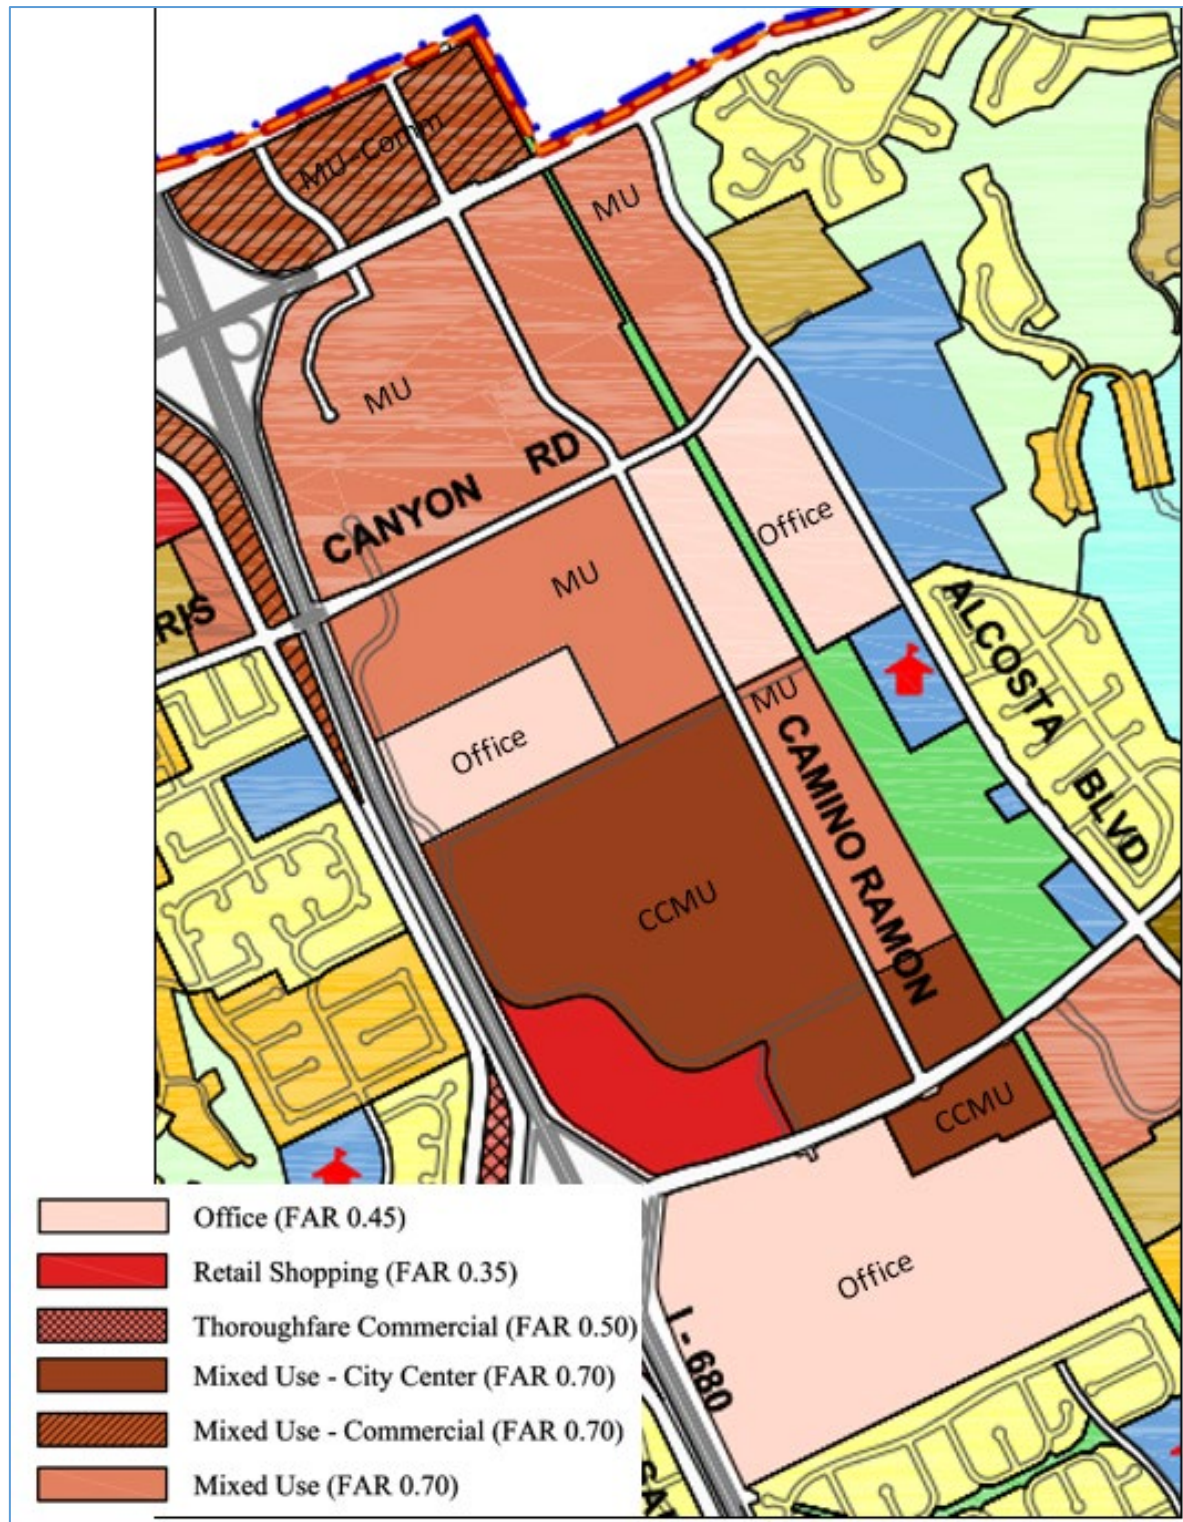 MU-Comm
MU
MU
CANYON RD
Office
MU
RIS
ALCOSTA BLVD
MU
Office
CAMINO RAMON
CCMU
CCMU
Office
I-680
Office (FAR 0.45)
Retail Shopping (FAR 0.35)
Thoroughfare Commercial (FAR 0.50)
Mixed Use - City Center (FAR 0.70)
Mixed Use - Commercial (FAR 0.70)
Mixed Use (FAR 0.70)